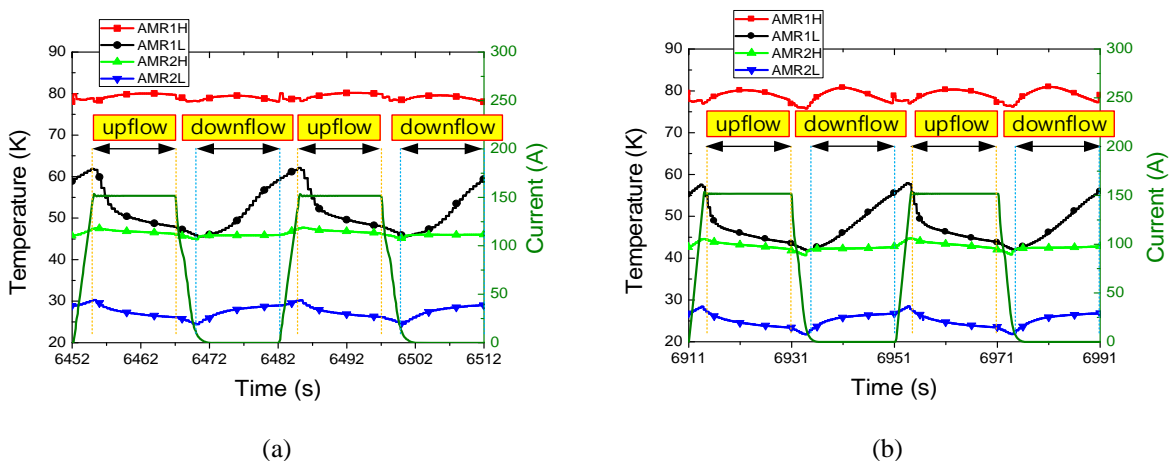 AMR1H
AMR1L
AMR2H
AMR2L
90
80
70
60
50
40
30
20
300
250
200
150
100
50
0
upflow
downflow
upflow
downflow
Temperature (K)
Current (A)
6452
6462
6472
6482
6492
6502
6512
Time (s)
(a)
AMR1H
AMR1L
AMR2H
AMR2L
90
80
70
60
50
40
30
20
300
250
200
150
100
50
0
upflow
downflow
upflow
downflow
Temperature (K)
Current (A)
6911
6931
6951
6971
6991
Time (s)
(b)